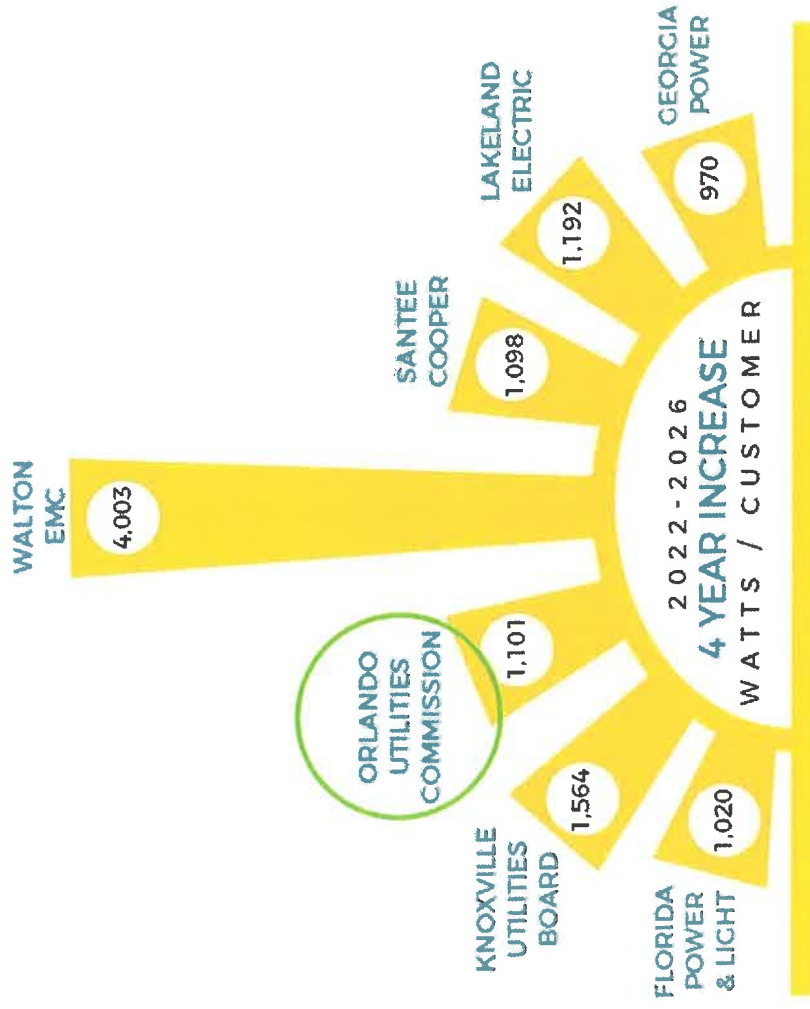 WALTON
EMC
4,003
ORLANDO
UTILITIES
COMMISSION
1,101
SANTEE
COOPER
1,098
KNOXVILLE
UTILITIES
BOARD
1,564
LAKELAND
ELECTRIC
1,192
FLORIDA
POWER
& LIGHT
1,020
GEORGIA
POWER
970
2022-2026
4 YEAR INCREASE
WATTS / CUSTOMER